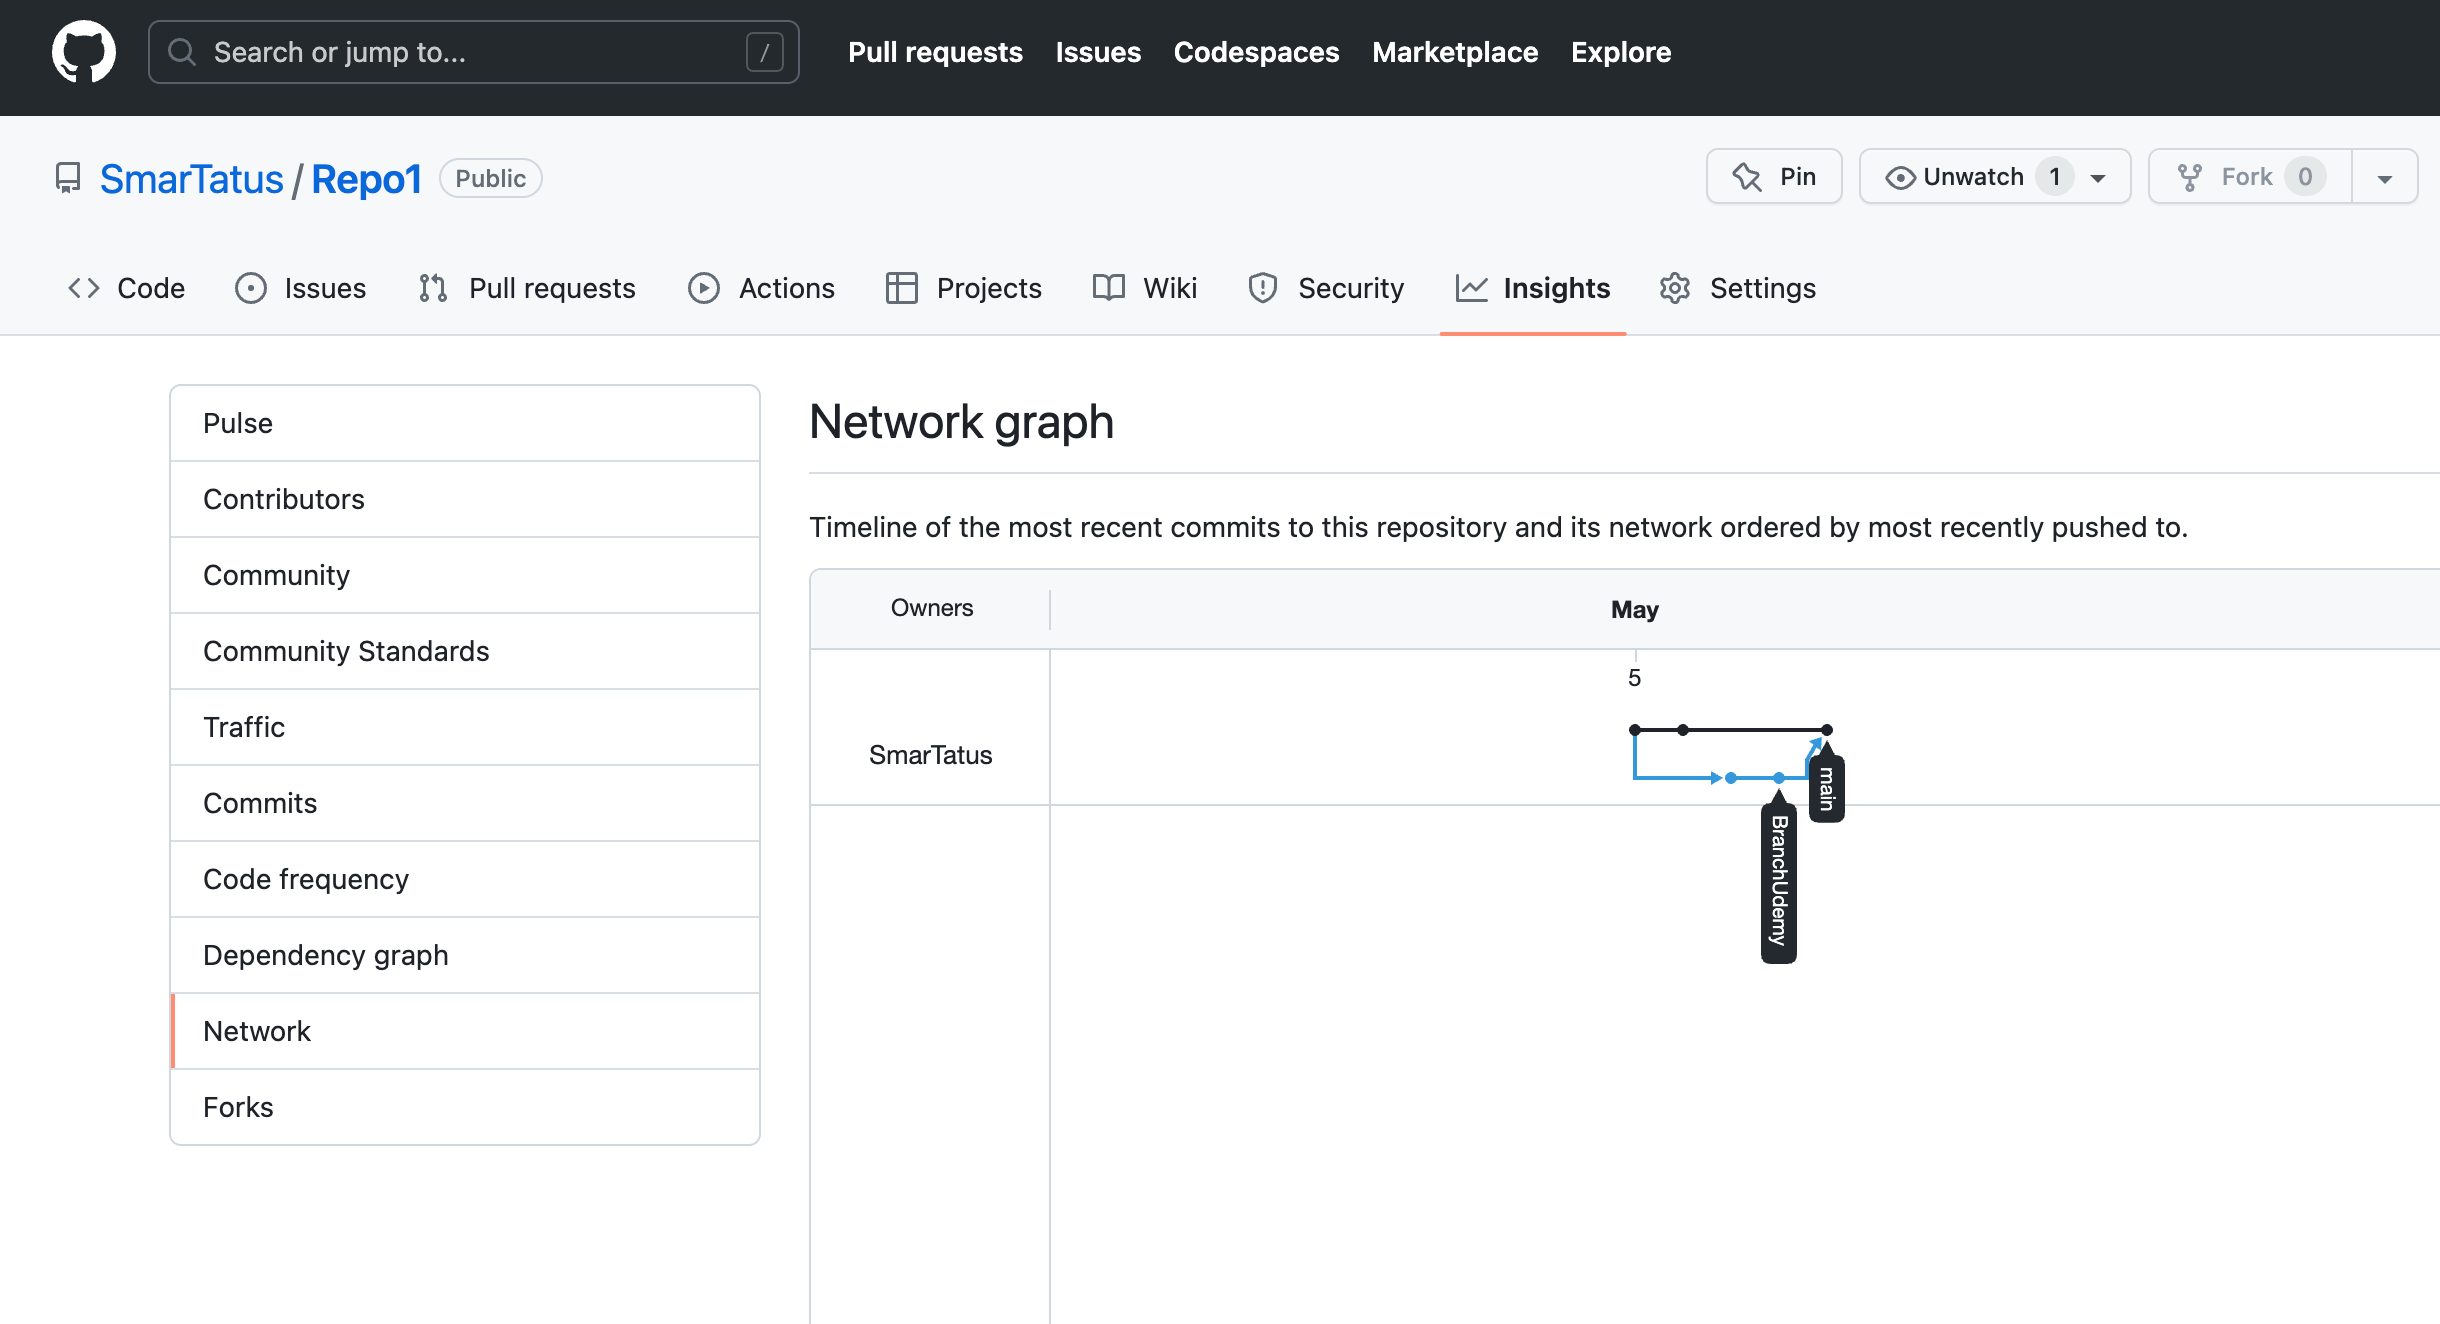 Search or jump to... /
Pull requests Issues Codespaces Marketplace Explore
SmarTatus / Repo1 Public
Pin Unwatch 1 Fork 0
Code Issues Pull requests Actions Projects Wiki Security Insights Settings
Pulse
Contributors
Community
Community Standards
Traffic
Commits
Code frequency
Dependency graph
Network
Forks
Network graph
Timeline of the most recent commits to this repository and its network ordered by most recently pushed to.
Owners May
5
SmarTatus
main
BranchUdemy